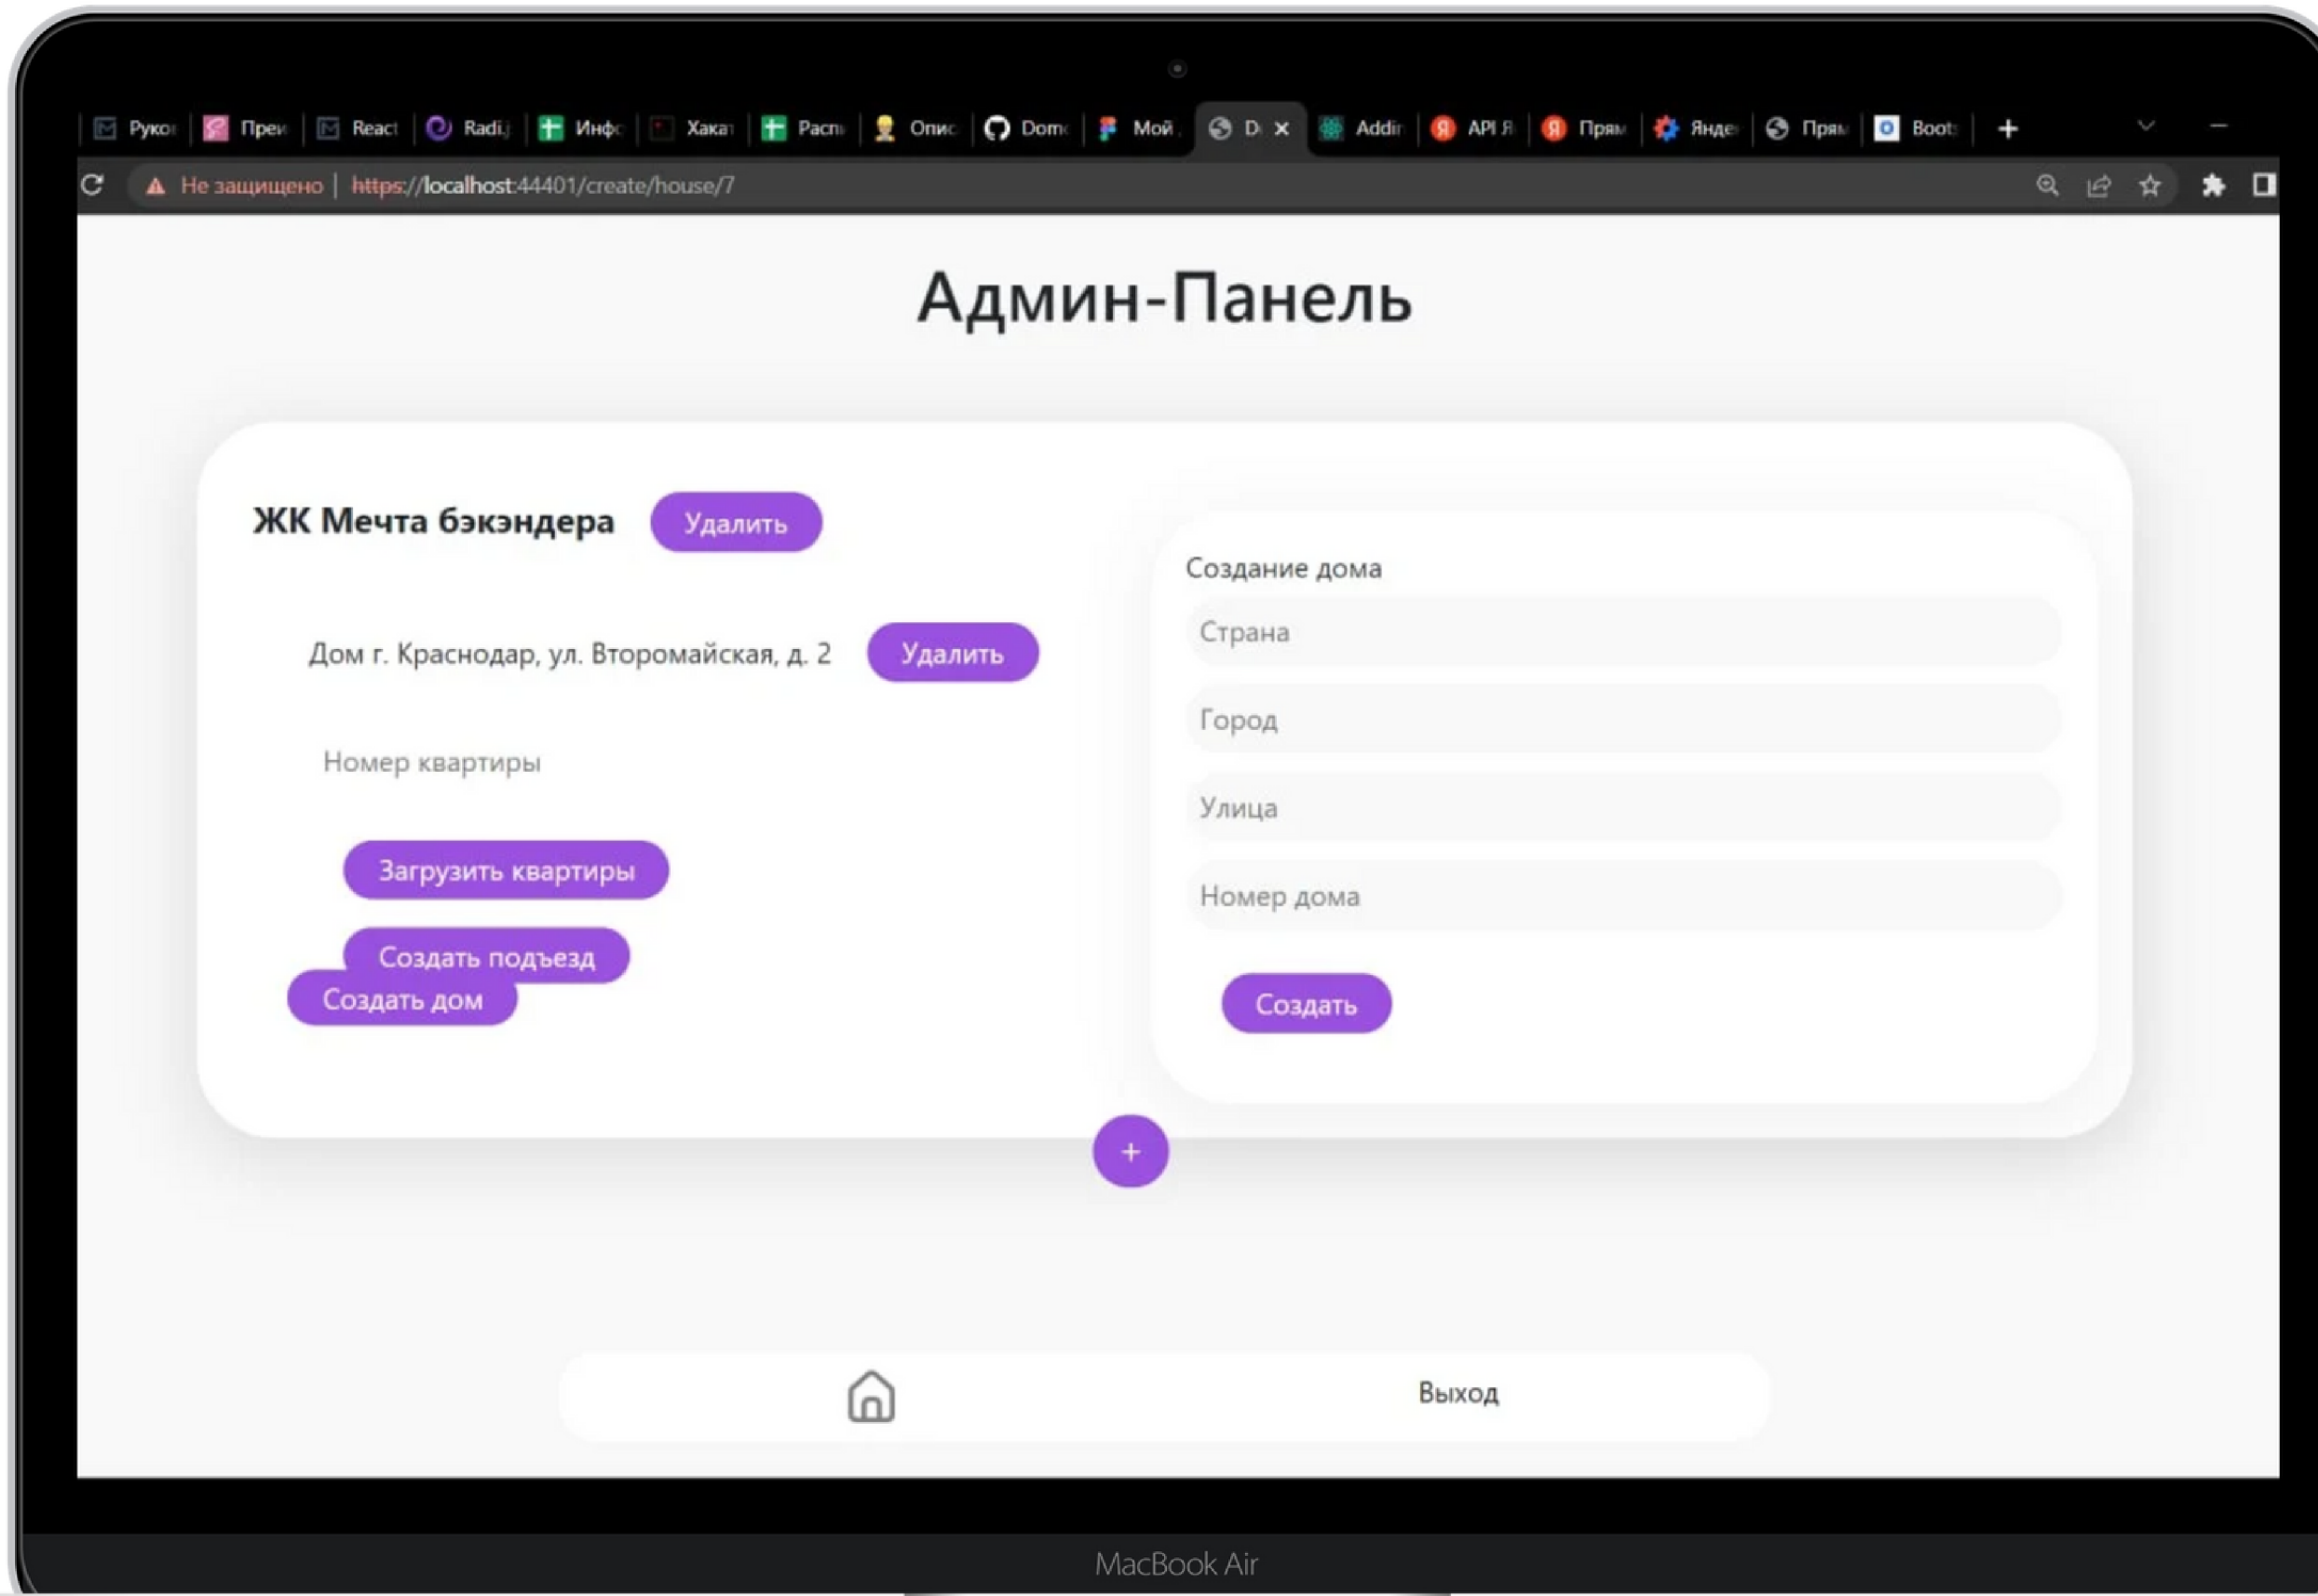 React
Не защищено | https://localhost:44401/create/house/7
Админ-Панель
ЖК Мечта бэкэндера
Удалить
Дом г. Краснодар, ул. Второмайская, д. 2
Удалить
Номер квартиры
Загрузить квартиры
Создать подъезд
Создать дом
Создание дома
Страна
Город
Улица
Номер дома
Создать
+
Выход
MacBook Air